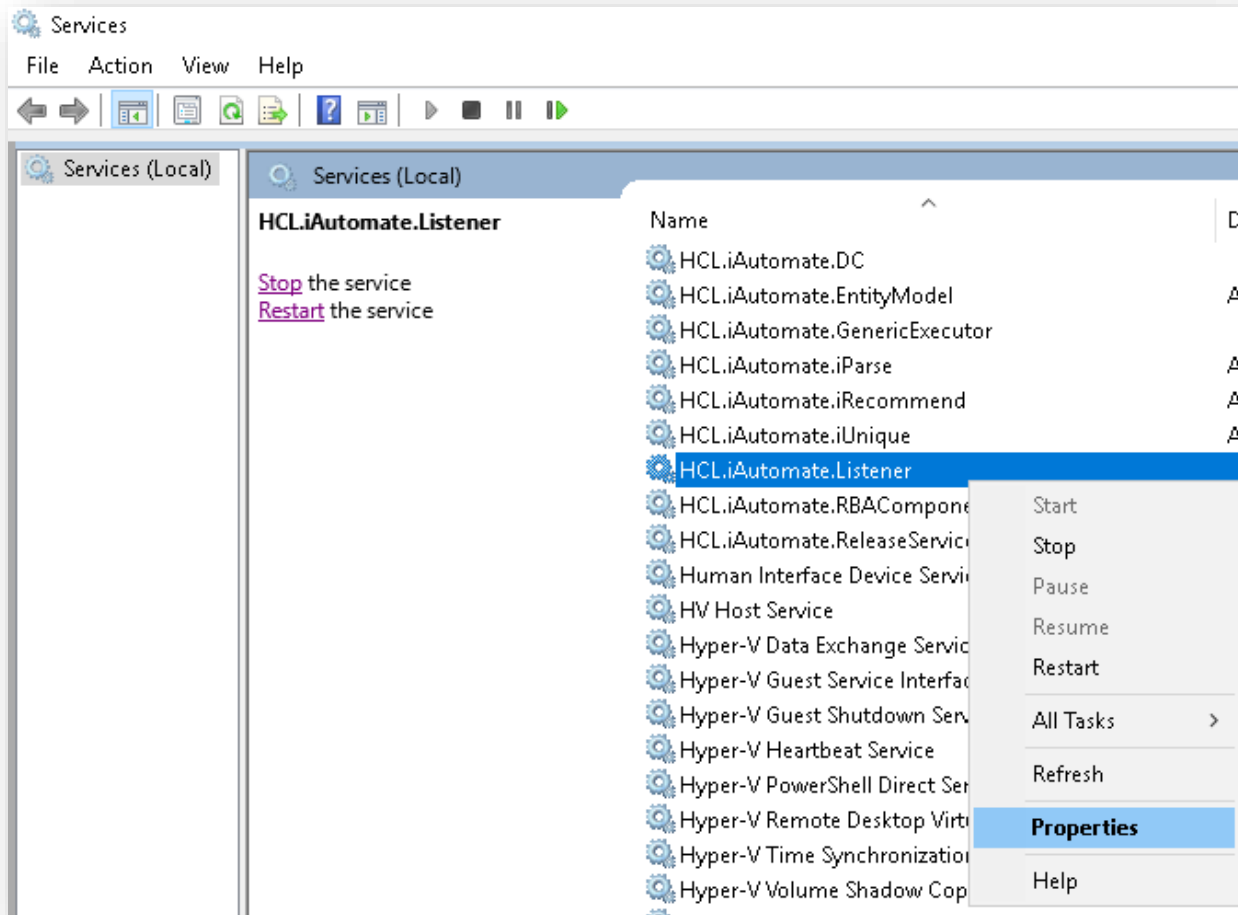 Services
File Action View Help
Services (Local)
Services (Local)
HCL.iAutomate.Listener
Stop the service
Restart the service
Name
HCL.iAutomate.DC
HCL.iAutomate.EntityModel
HCL.iAutomate.GenericExecutor
HCL.iAutomate.iParse
HCL.iAutomate.iRecommend
HCL.iAutomate.iUnique
HCL.iAutomate.Listener
HCL.iAutomate.RBACompone
HCL.iAutomate.ReleaseServic
Human Interface Device Servi
HV Host Service
Hyper-V Data Exchange Servic
Hyper-V Guest Service Interfac
Hyper-V Guest Shutdown Serv
Hyper-V Heartbeat Service
Hyper-V PowerShell Direct Ser
Hyper-V Remote Desktop Virtu
Hyper-V Time Synchronization
Hyper-V Volume Shadow Cop
Start
Stop
Pause
Resume
Restart
All Tasks
Refresh
Properties
Help